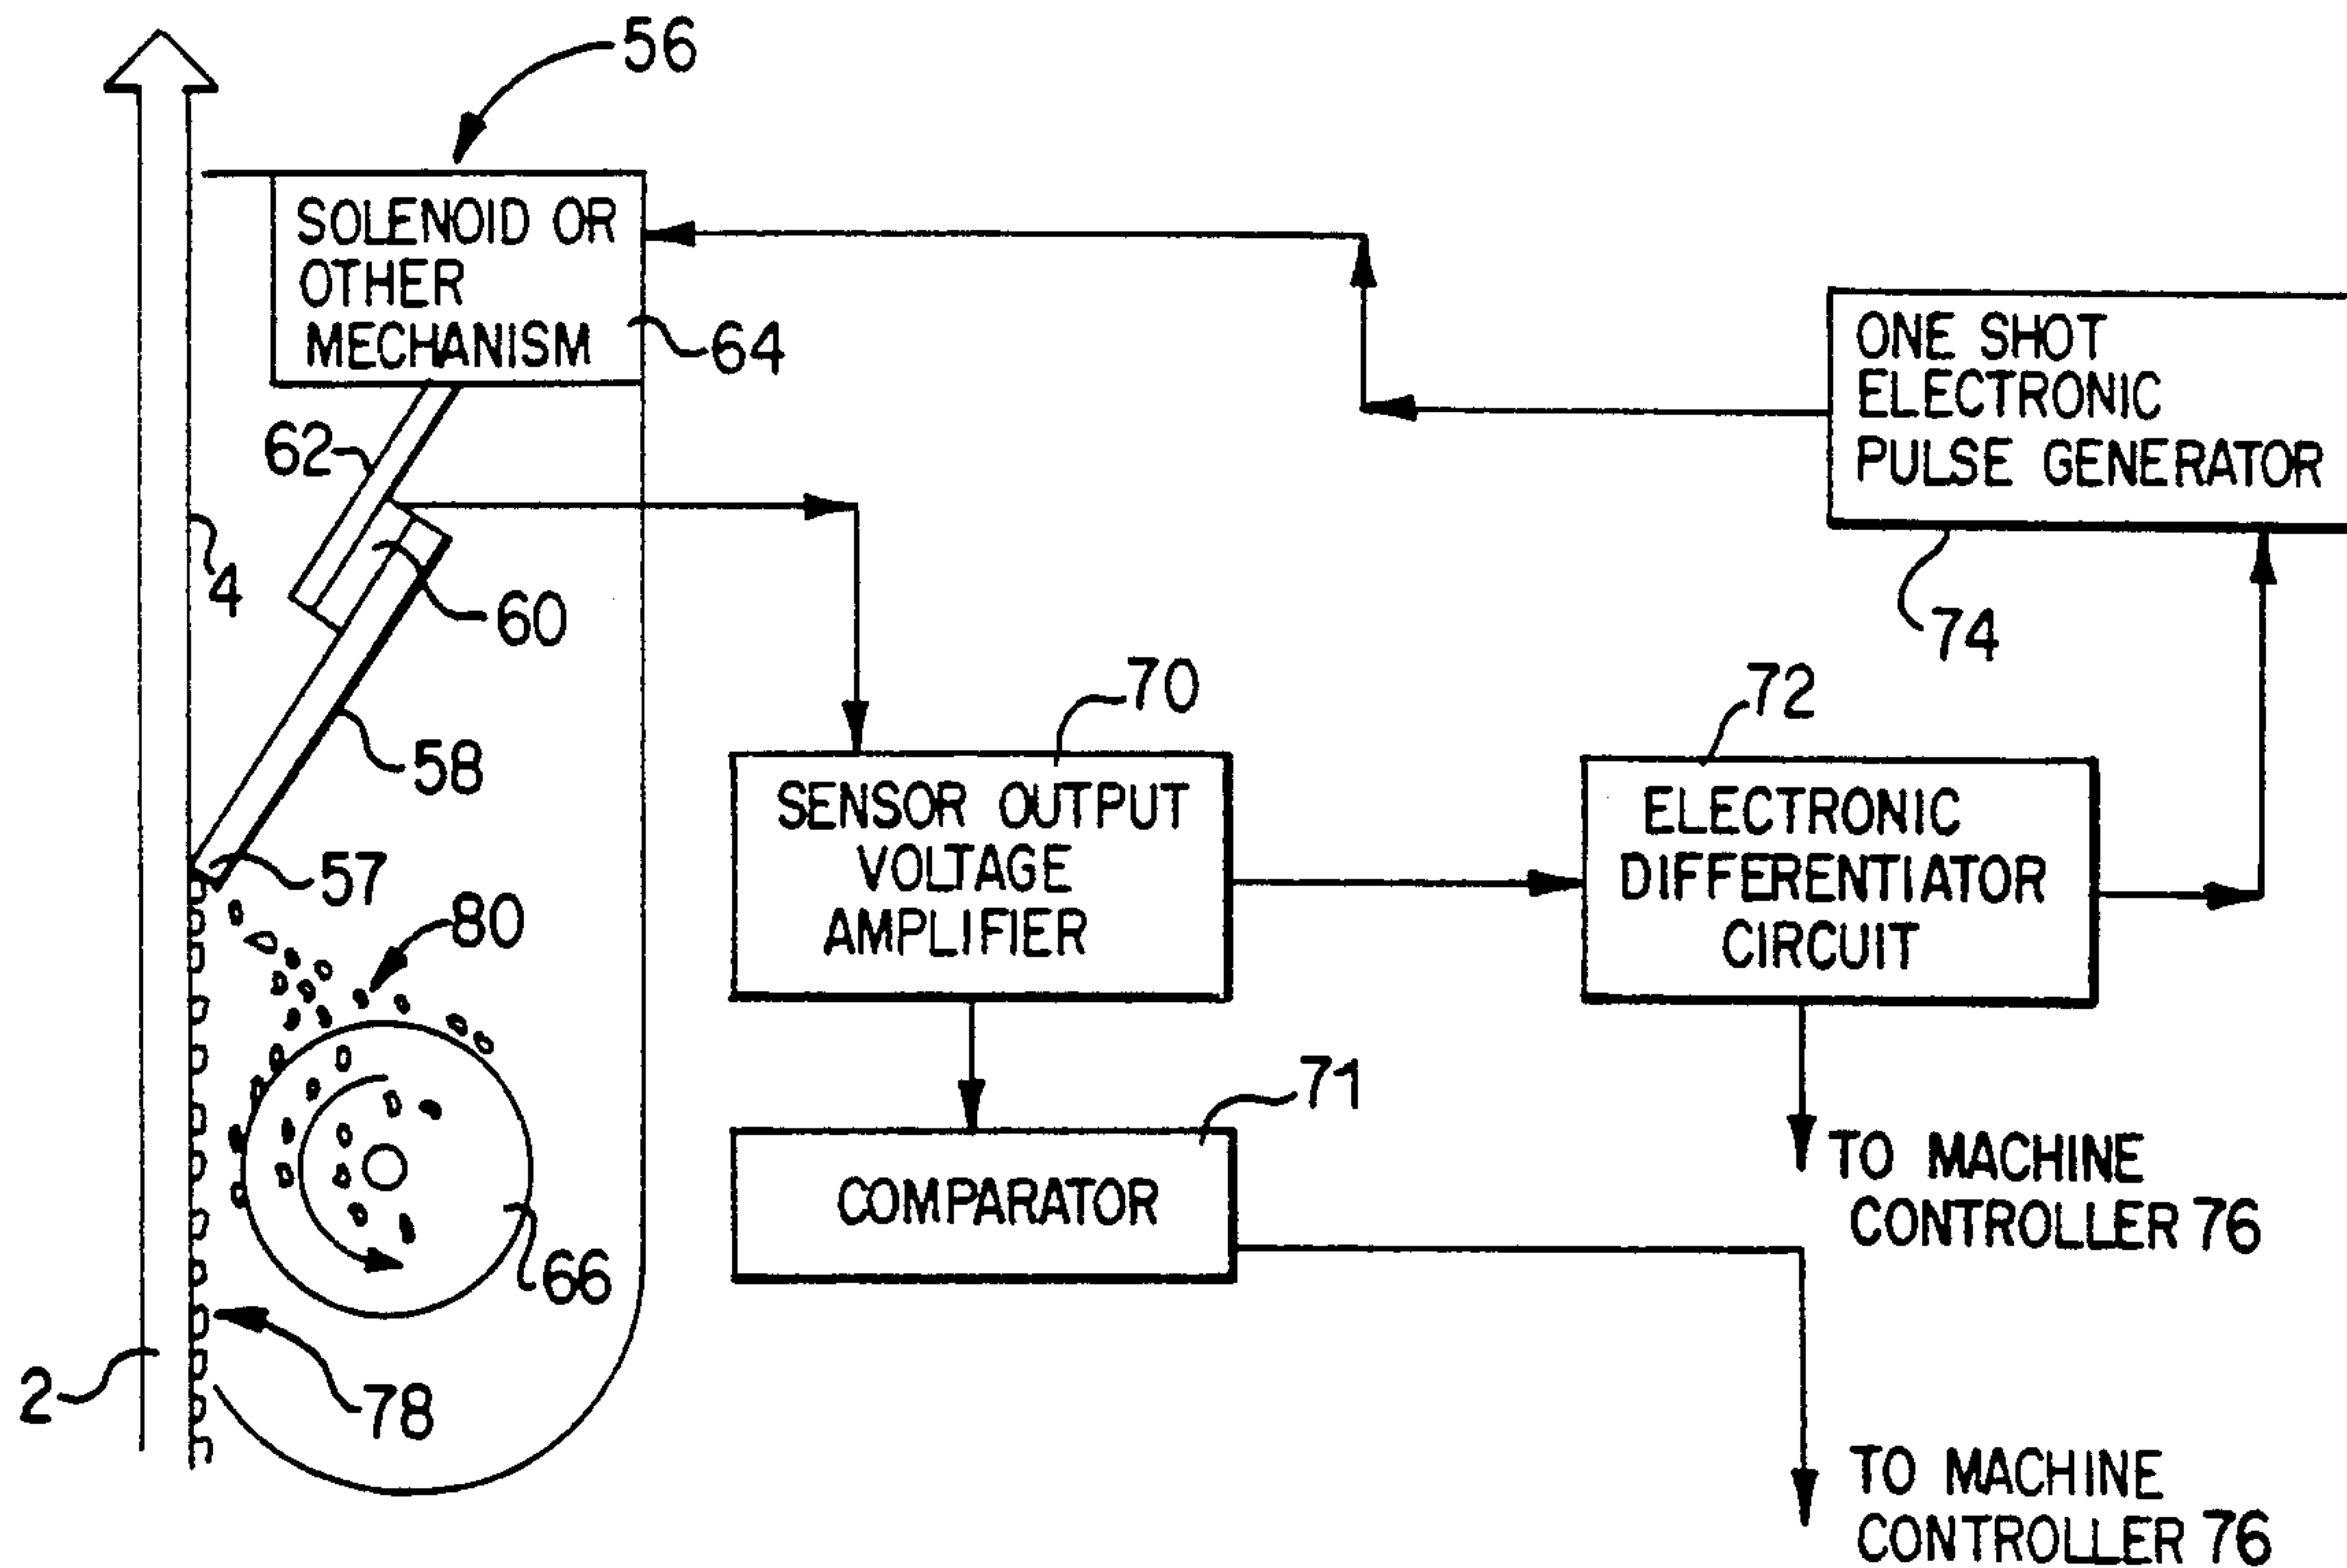 56
SOLENOID OR
OTHER
MECHANISM
64
ONE SHOT
ELECTRONIC
PULSE GENERATOR
74
62
4
60
58
57
80
70
SENSOR OUTPUT
VOLTAGE
AMPLIFIER
72
ELECTRONIC
DIFFERENTIATOR
CIRCUIT
71
COMPARATOR
TO MACHINE
CONTROLLER 76
66
2
78
TO MACHINE
CONTROLLER 76